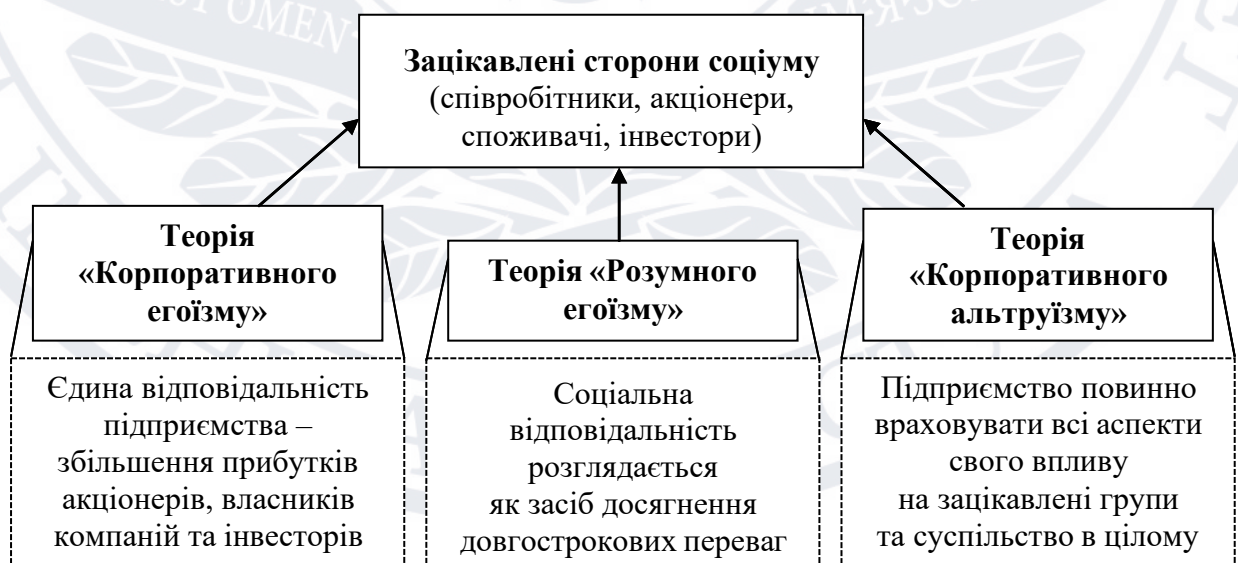 Зацікавлені сторони соціуму
(співробітники, акціонери,
споживачі, інвестори)
Теорія
«Корпоративного
егоїзму»
Теорія «Розумного
егоїзму»
Теорія
«Корпоративного
альтруїзму»
Єдина відповідальність
підприємства –
збільшення прибутків
акціонерів, власників
компаній та інвесторів
Соціальна
відповідальність
розглядається
як засіб досягнення
довгострокових переваг
Підприємство повинно
враховувати всі аспекти
свого впливу
на зацікавлені групи
та суспільство в цілому